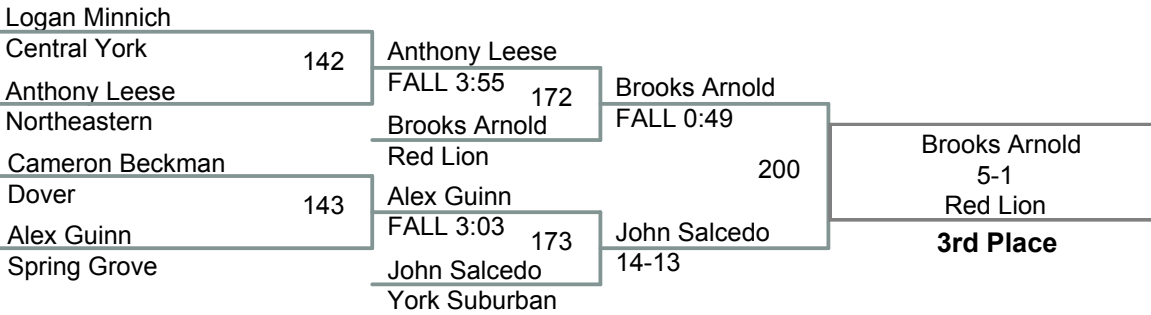 Logan Minnich
Central York
142
Anthony Leese
Northeastern
Cameron Beckman
Dover
143
Alex Guinn
Spring Grove
Anthony Leese
FALL 3:55
172
Brooks Arnold
Red Lion
Alex Guinn
FALL 3:03
173
John Salcedo
York Suburban
Brooks Arnold
FALL 0:49
200
John Salcedo
14-13
Brooks Arnold
5-1
Red Lion
3rd Place